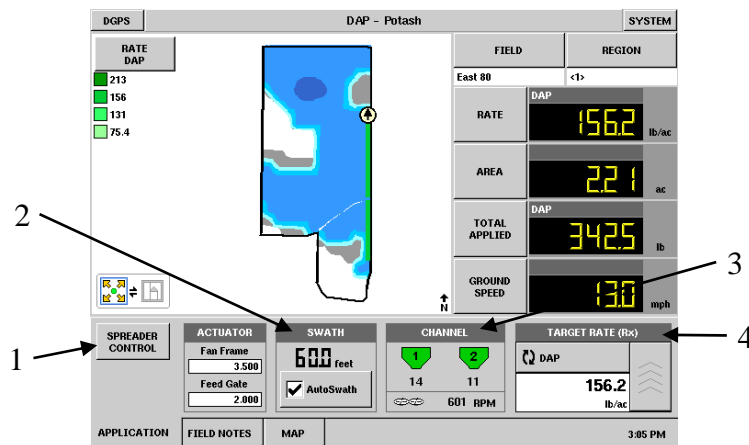 DGPS
DAP - Potash
SYSTEM
RATE
DAP
213
156
131
75.4
FIELD
REGION
East 80
<1>
RATE
DAP
156.2
lb/ac
AREA
2.21
ac
TOTAL
APPLIED
DAP
342.5
lb
GROUND
SPEED
13.0
mph
N
2
3
1
4
SPREADER
CONTROL
ACTUATOR
Fan Frame
3.500
Feed Gate
2.000
SWATH
60.0 feet
AutoSwath
CHANNEL
1 2
14 11
601 RPM
TARGET RATE (Rx)
DAP
156.2
lb/ac
APPLICATION
FIELD NOTES
MAP
3:05 PM